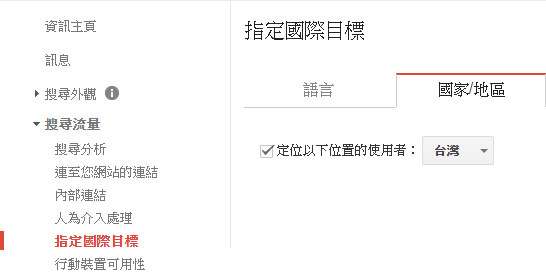 資訊主頁
訊息
搜尋外觀
搜尋流量
搜尋分析
連至您網站的連結
內部連結
人為介入處理
指定國際目標
行動裝置可用性
指定國際目標
語言
國家/地區
定位以下位置的使用者：
台灣